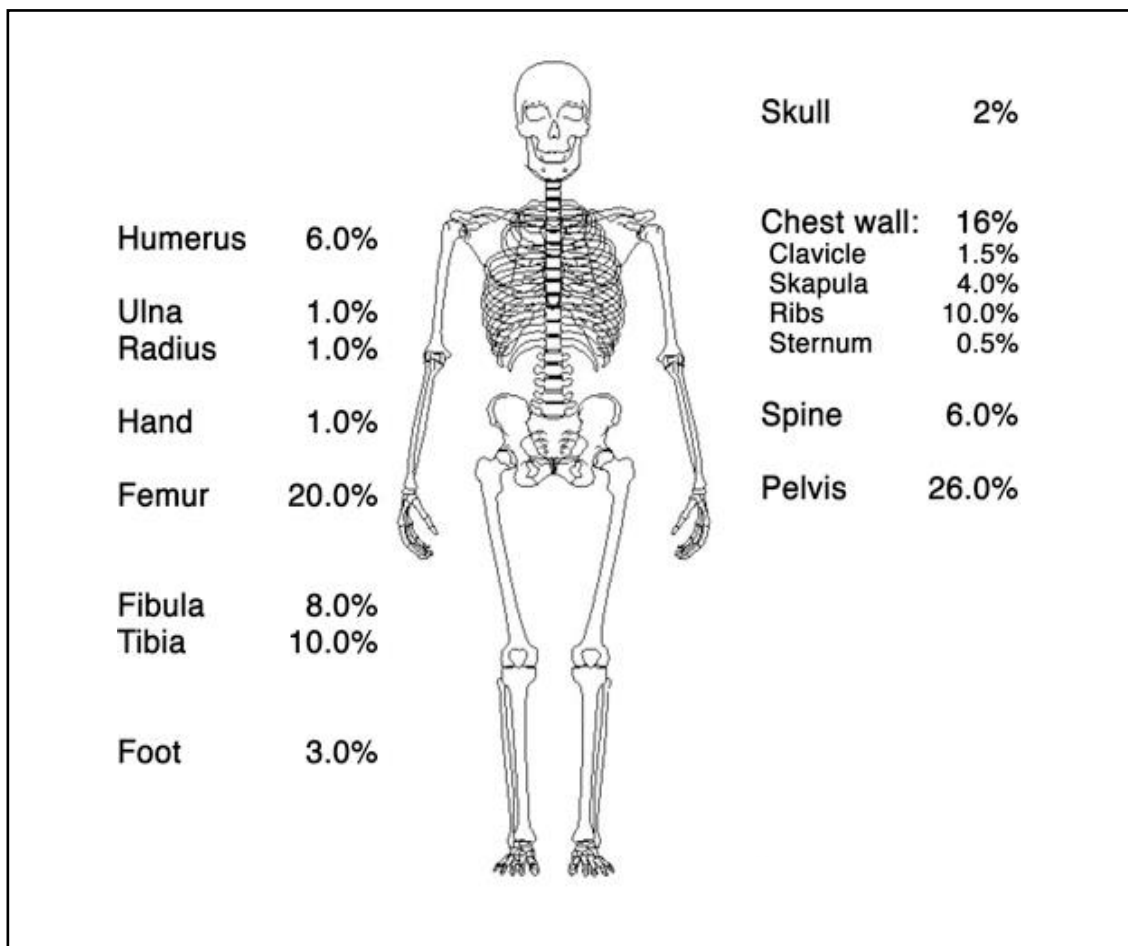 Humerus 6.0%
Ulna 1.0%
Radius 1.0%
Hand 1.0%
Femur 20.0%
Fibula 8.0%
Tibia 10.0%
Foot 3.0%
Skull 2%
Chest wall: 16%
Clavicle 1.5%
Skapula 4.0%
Ribs 10.0%
Sternum 0.5%
Spine 6.0%
Pelvis 26.0%